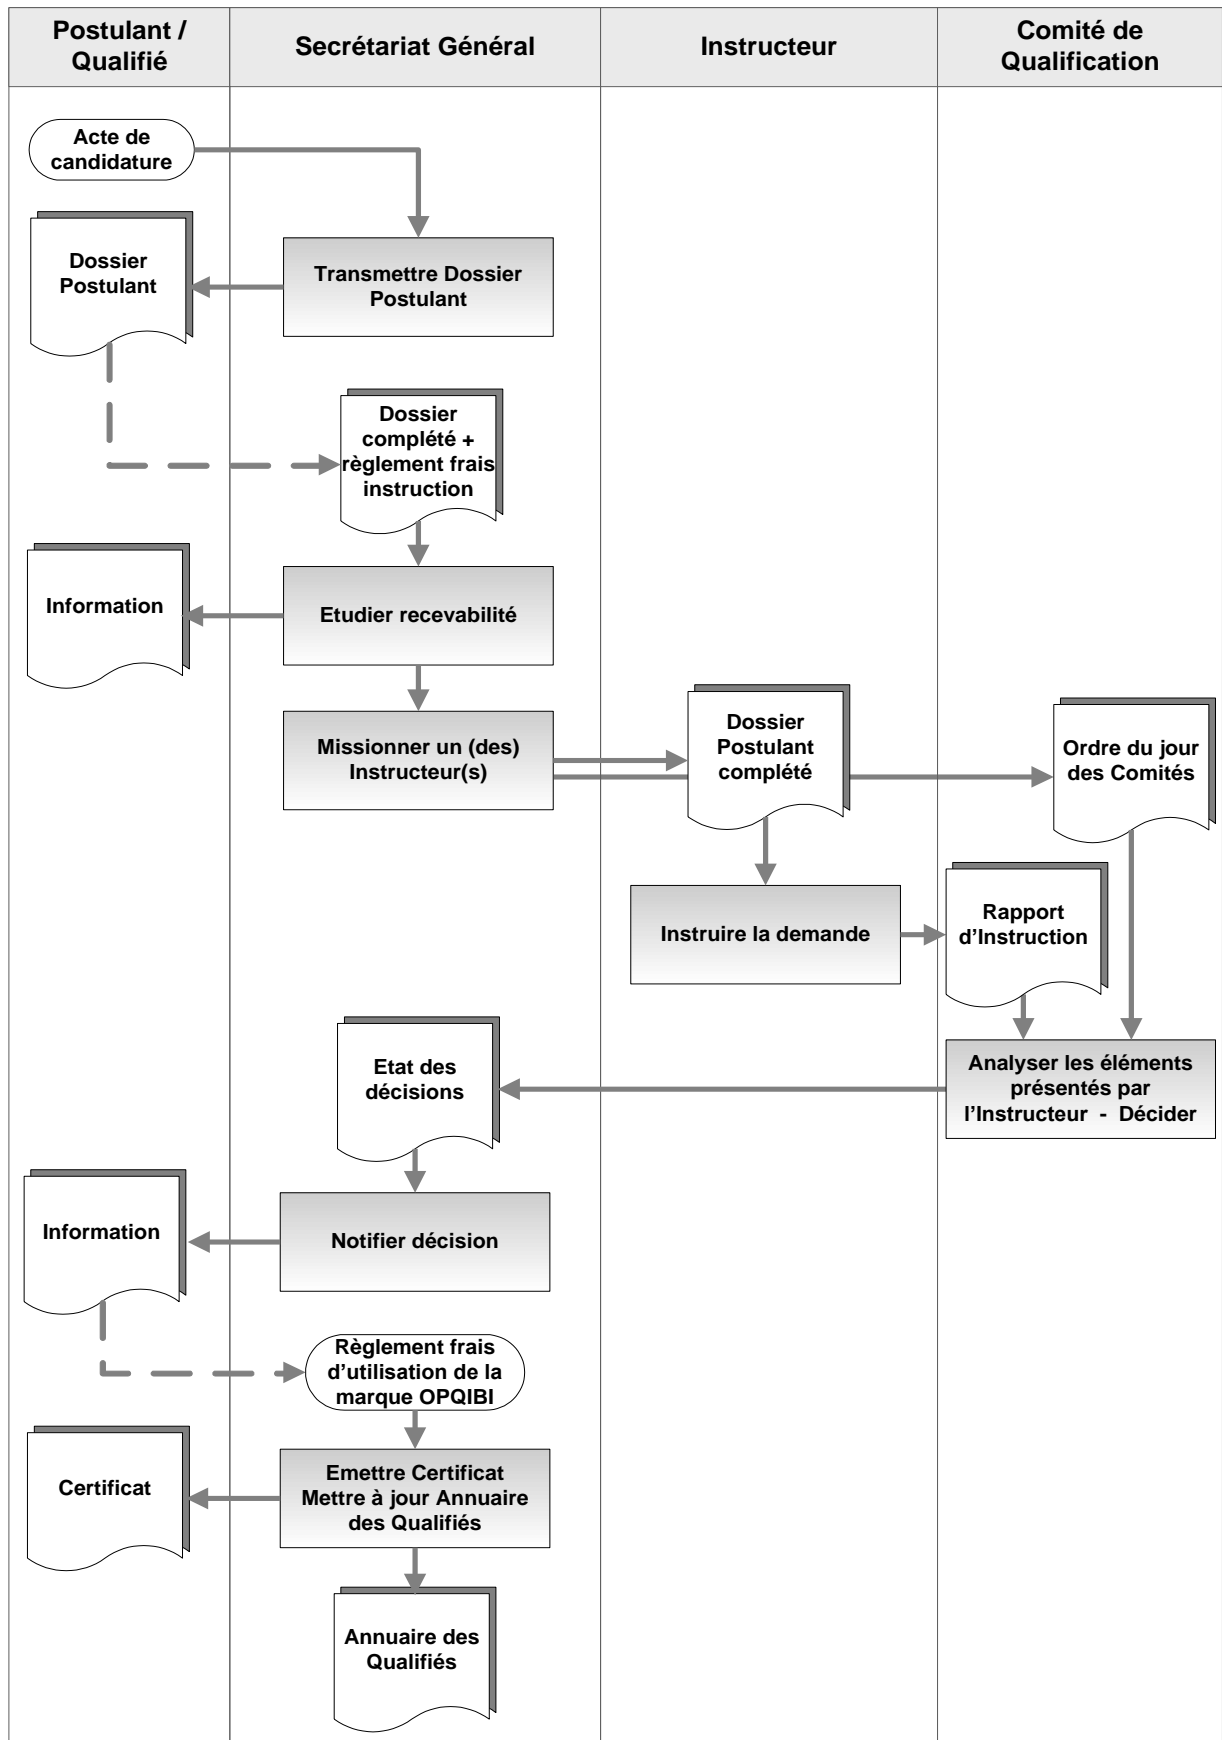 Postulant /
Qualifié
Secrétariat Général
Instructeur
Comité de
Qualification
Acte de
candidature
Dossier
Postulant
Transmettre Dossier
Postulant
Dossier
complété +
règlement frais
instruction
Information
Etudier recevabilité
Missionner un (des)
Instructeur(s)
Dossier
Postulant
complété
Ordre du jour
des Comités
Instruire la demande
Rapport
d'Instruction
Analyser les éléments
présentés par
l'Instructeur - Décider
Etat des
décisions
Information
Notifier décision
Règlement frais
d'utilisation de la
marque OPQIBI
Certificat
Emettre Certificat
Mettre à jour Annuaire
des Qualifiés
Annuaire des
Qualifiés